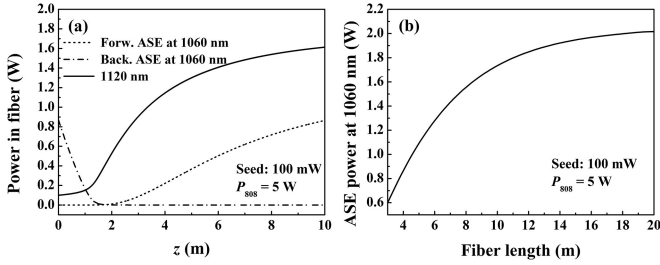 (a)
Forw. ASE at 1060 nm
Back. ASE at 1060 nm
1120 nm
Seed: 100 mW
P808 = 5 W
Power in fiber (W)
2.0
1.8
1.6
1.4
1.2
1.0
0.8
0.6
0.4
0.2
0.0
0 2 4 6 8 10
z (m)
(b)
Seed: 100 mW
P808 = 5 W
ASE power at 1060 nm (W)
2.2
2.0
1.8
1.6
1.4
1.2
1.0
0.8
0.6
4 6 8 10 12 14 16 18 20
Fiber length (m)